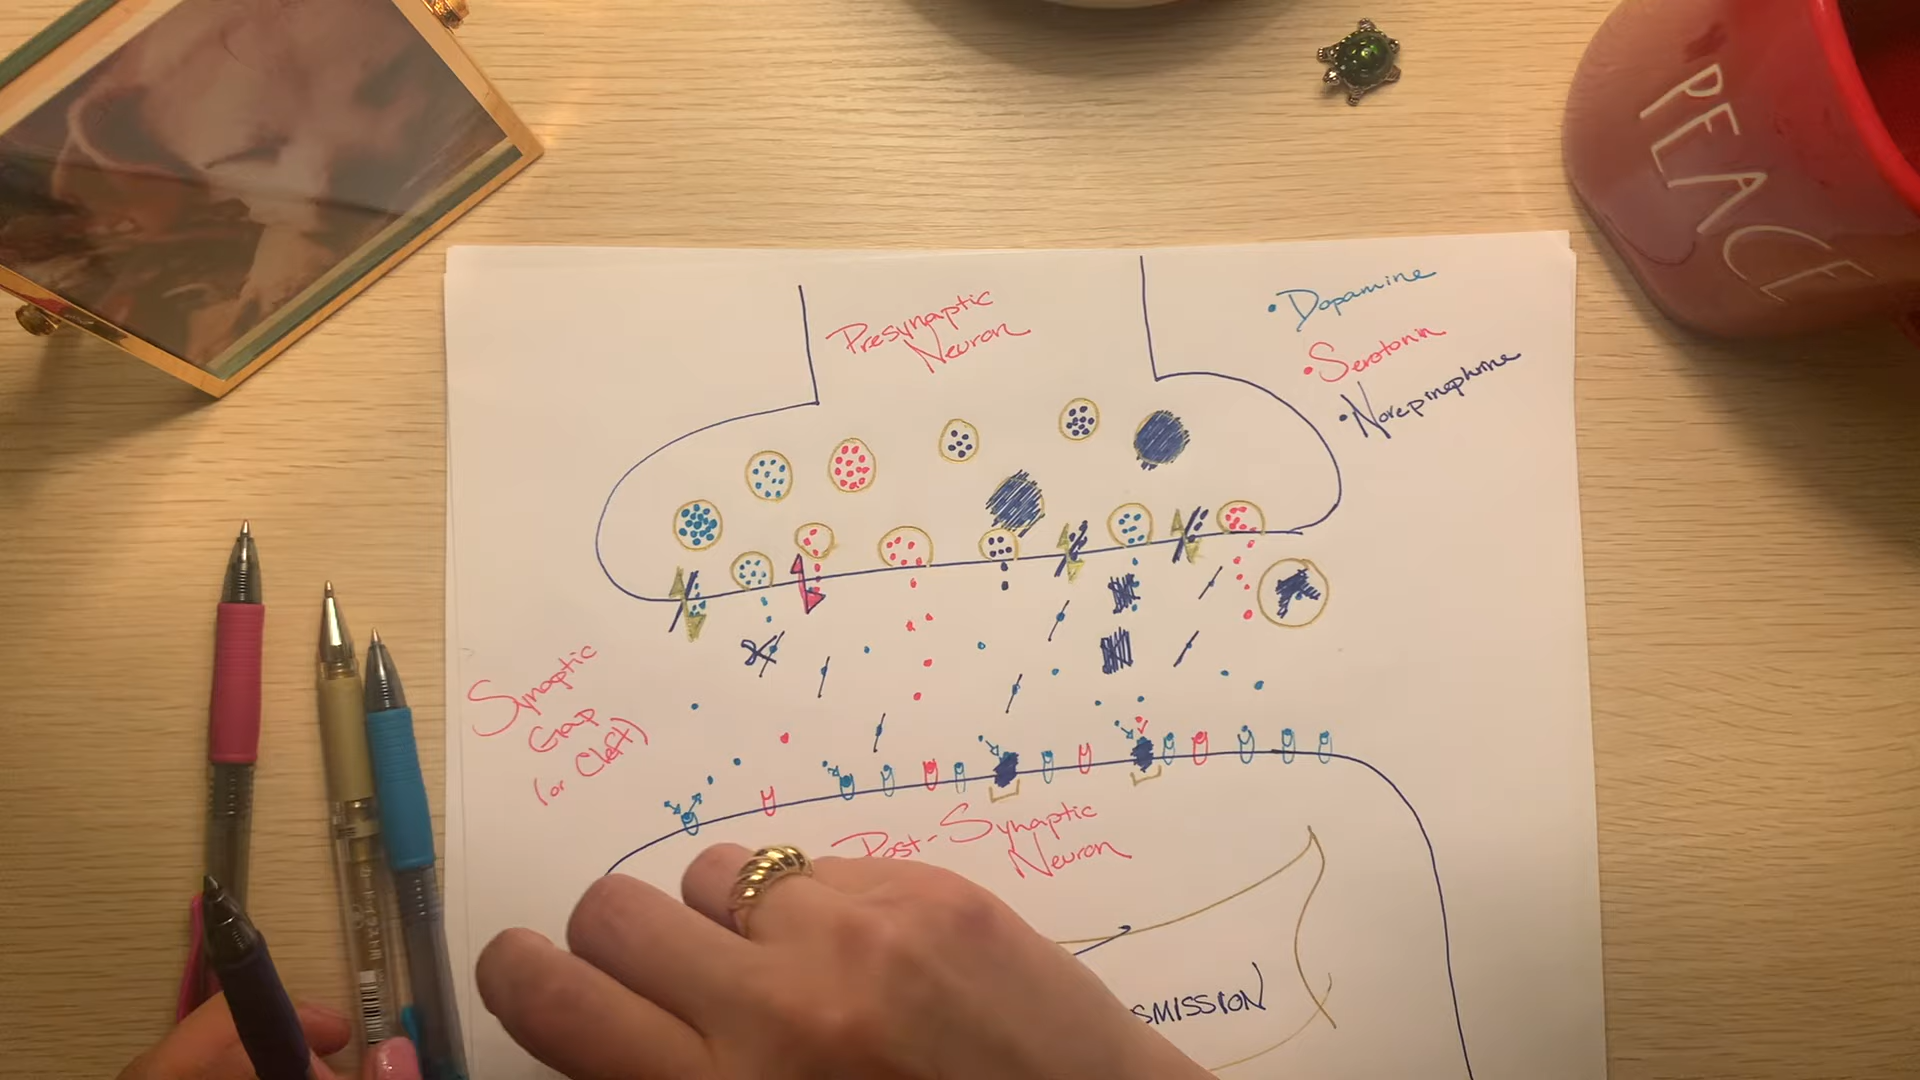 PEACE
Presynaptic
Neuron
•Dopamine
•Serotonin
•Norepinephrine
Synaptic
Gap
(or Cleft)
Post-Synaptic
Neuron
SMISSION